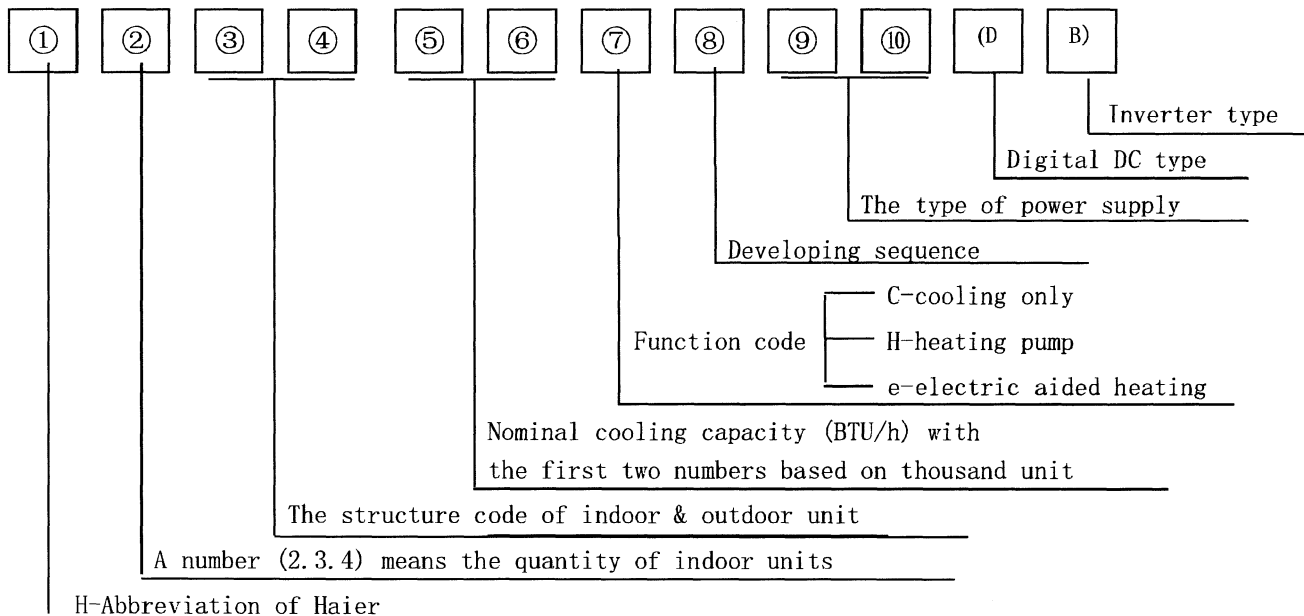 ① ② ③ ④ ⑤ ⑥ ⑦ ⑧ ⑨ ⑩ (D B)
Inverter type
Digital DC type
The type of power supply
Developing sequence
C-cooling only
Function code H-heating pump
e-electric aided heating
Nominal cooling capacity (BTU/h) with
the first two numbers based on thousand unit
The structure code of indoor & outdoor unit
A number (2.3.4) means the quantity of indoor units
H-Abbreviation of Haier